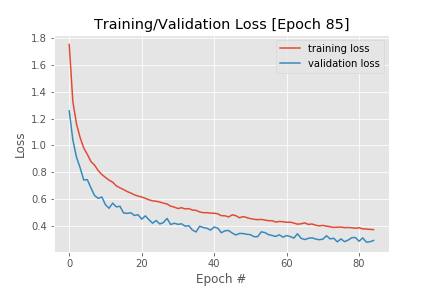 Training/Validation Loss [Epoch 85]
1.8
1.6
1.4
1.2
1.0
0.8
0.6
0.4
Loss
training loss
validation loss
0 20 40 60 80
Epoch #